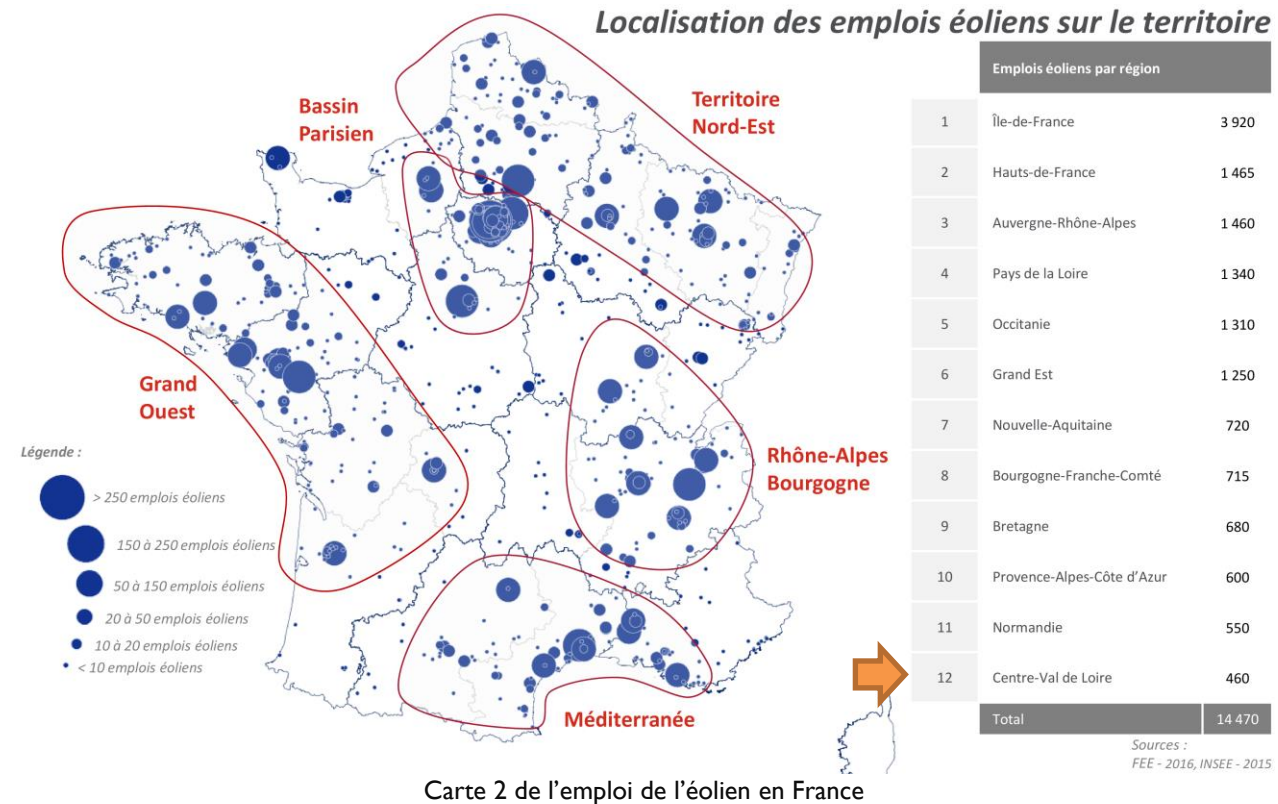 Localisation des emplois éoliens sur le territoire
Bassin
Parisien
Territoire
Nord-Est
Grand
Ouest
Rhône-Alpes
Bourgogne
Méditerranée
Légende :
> 250 emplois éoliens
150 à 250 emplois éoliens
50 à 150 emplois éoliens
20 à 50 emplois éoliens
10 à 20 emplois éoliens
< 10 emplois éoliens
Emplois éoliens par région
1 Île-de-France 3 920
2 Hauts-de-France 1 465
3 Auvergne-Rhône-Alpes 1 460
4 Pays de la Loire 1 340
5 Occitanie 1 310
6 Grand Est 1 250
7 Nouvelle-Aquitaine 720
8 Bourgogne-Franche-Comté 715
9 Bretagne 680
10 Provence-Alpes-Côte d’Azur 600
11 Normandie 550
12 Centre-Val de Loire 460
Total 14 470
Sources :
FEE - 2016, INSEE - 2015
Carte 2 de l’emploi de l’éolien en France